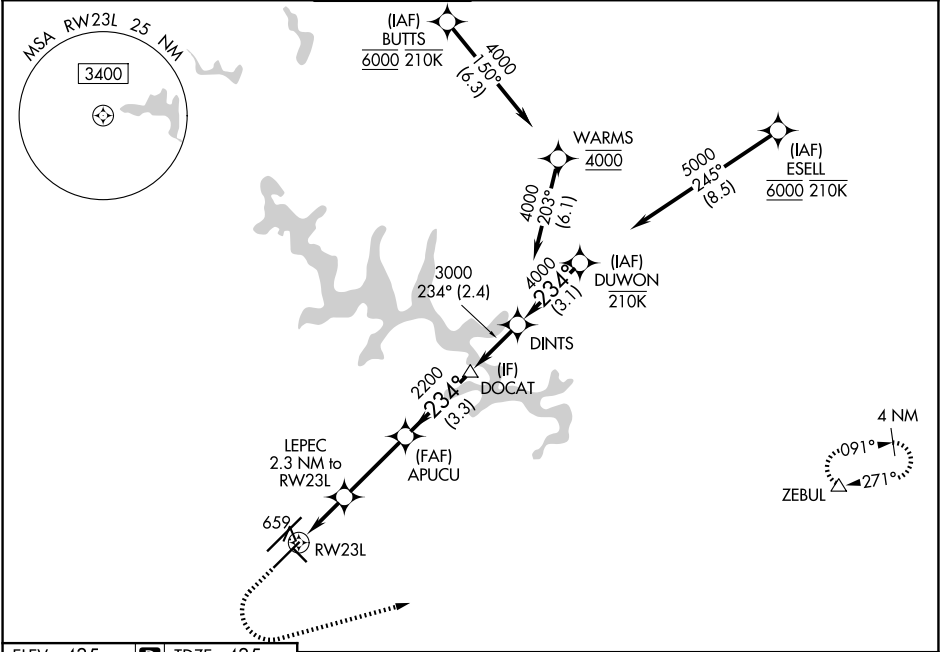 MSA RW23L 25 NM
3400
(IAF)
BUTTS
6000 210K
4000
150°
(6.3)
WARMS
4000
(IAF)
ESELL
6000 210K
5000
245°
(8.5)
4000
203°
(6.1)
(IAF)
DUWON
210K
4000
234°
(3.1)
3000
234° (2.4)
DINTS
(IF)
DOCAT
2200
234°
(3.3)
(FAF)
APUCU
LEPEC
2.3 NM to
RW23L
659
RW23L
4 NM
091°
271°
ZEBUL